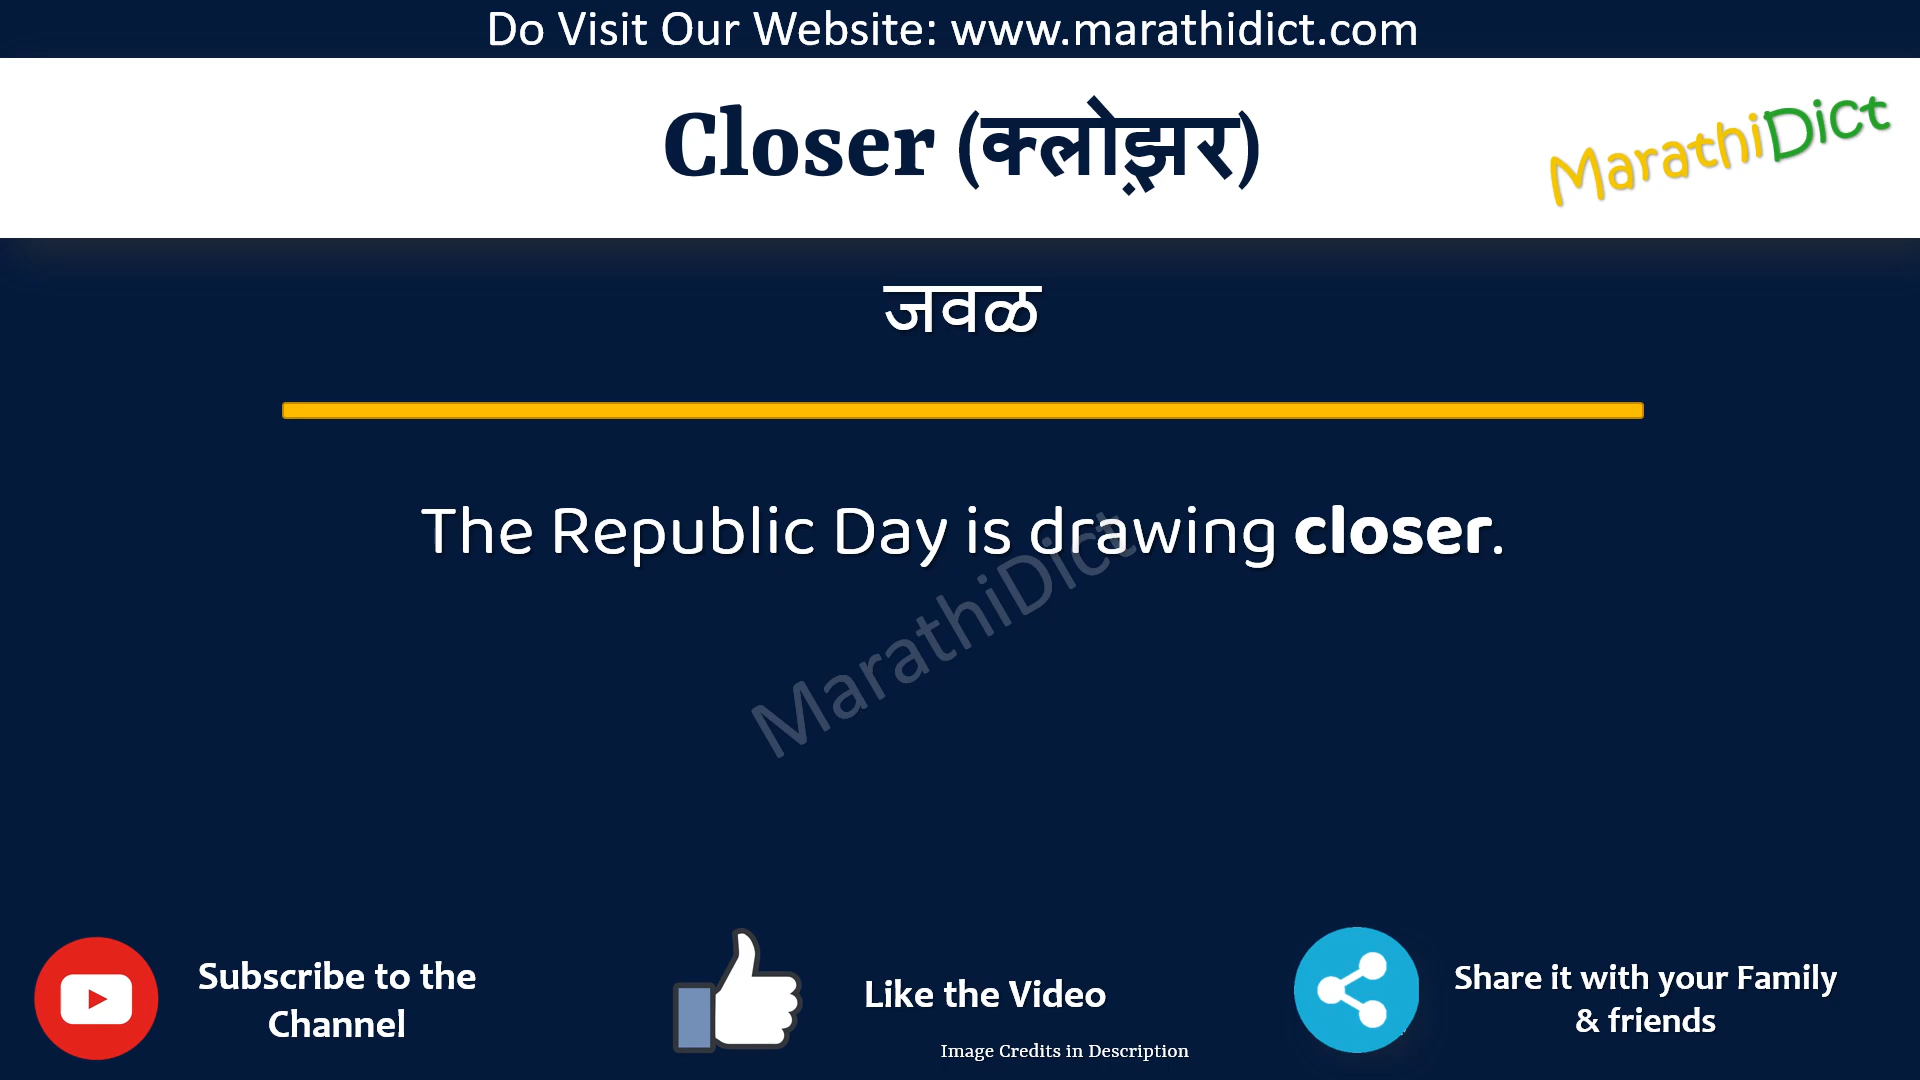 Do Visit Our Website: www.marathidict.com
Closer (क्लोझ़र)
MarathiDict
जवळ
The Republic Day is drawing closer.
MarathiDict
Subscribe to the
Channel
Like the Video
Share it with your Family
& friends
Image Credits in Description